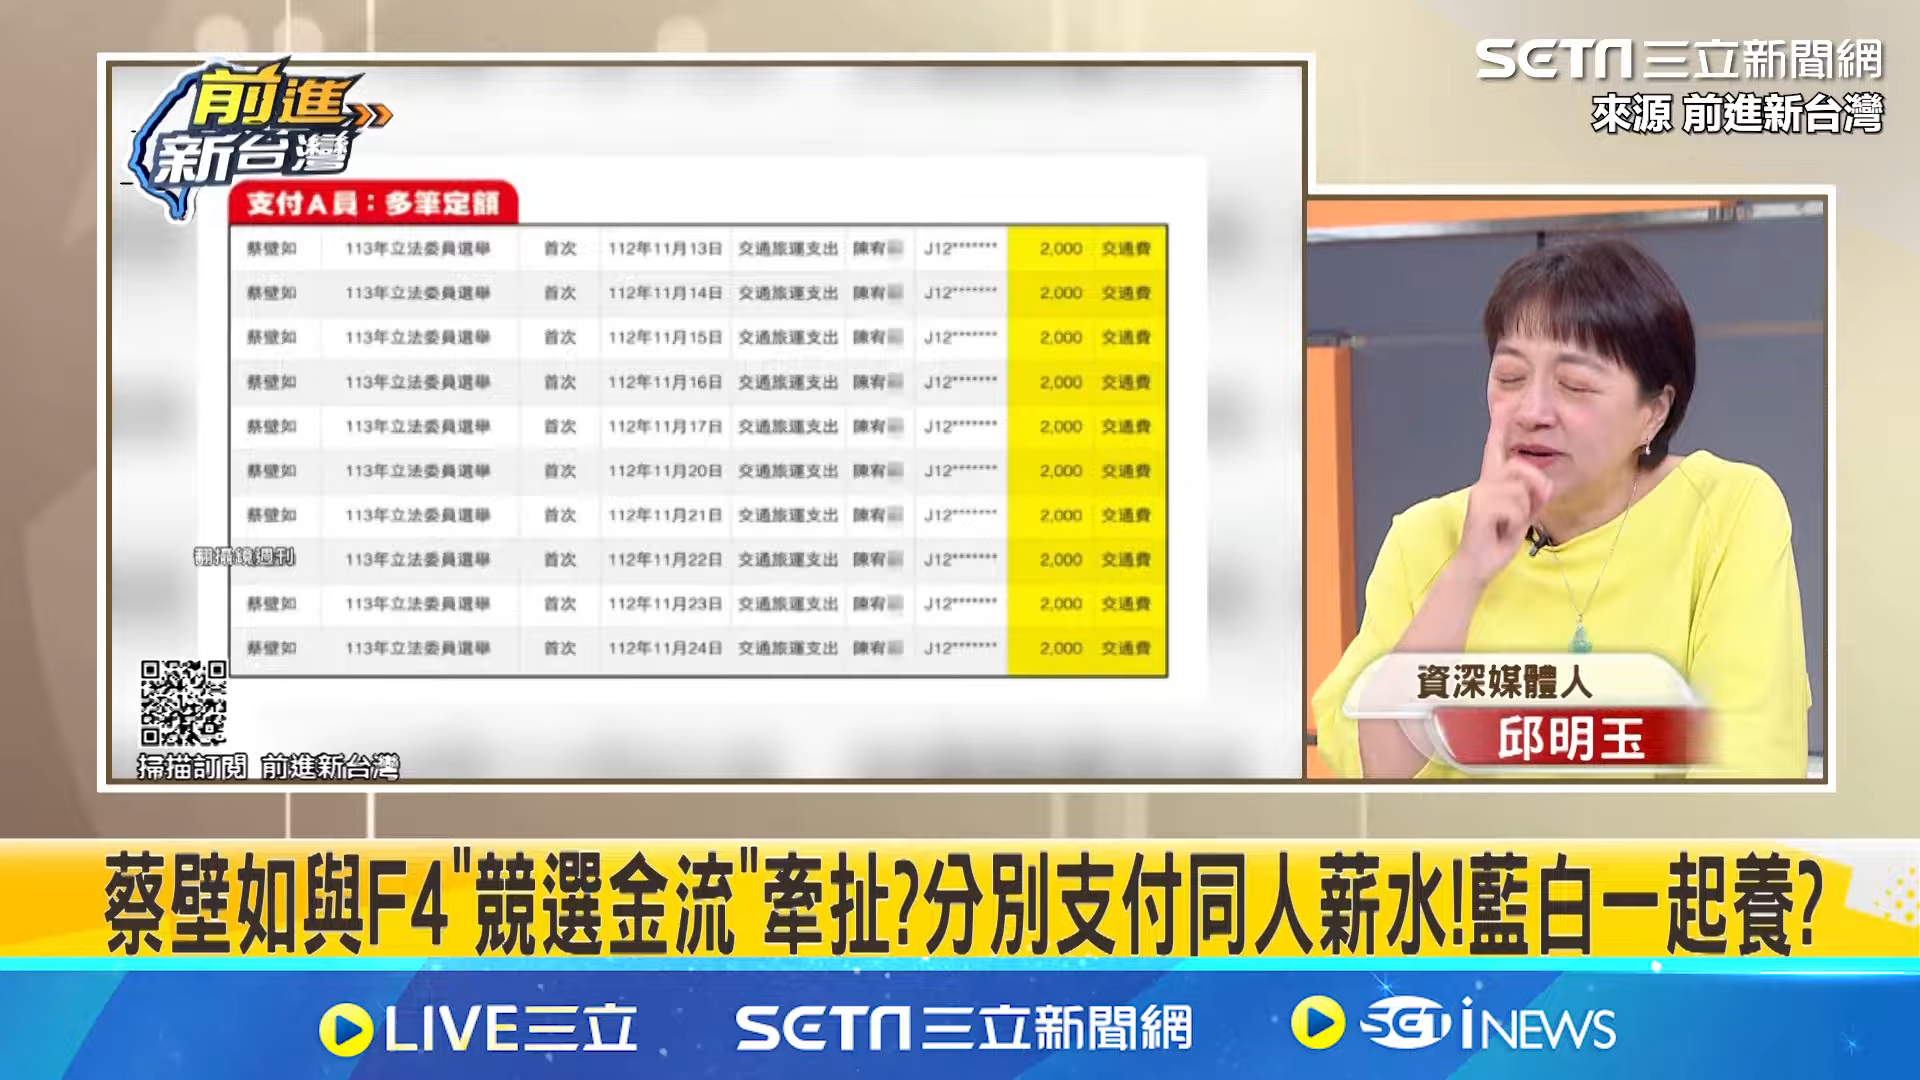 SETN三立新聞網
來源 前進新台灣
前進
新台灣
支付A員：多筆定額
蔡壁如 113年立法委員選舉 首次 112年11月13日 交通旅運支出 陳宥 J12******* 2,000 交通費
蔡壁如 113年立法委員選舉 首次 112年11月14日 交通旅運支出 陳宥 J12******* 2,000 交通費
蔡壁如 113年立法委員選舉 首次 112年11月15日 交通旅運支出 陳宥 J12******* 2,000 交通費
蔡壁如 113年立法委員選舉 首次 112年11月16日 交通旅運支出 陳宥 J12******* 2,000 交通費
蔡壁如 113年立法委員選舉 首次 112年11月17日 交通旅運支出 陳宥 J12******* 2,000 交通費
蔡壁如 113年立法委員選舉 首次 112年11月20日 交通旅運支出 陳宥 J12******* 2,000 交通費
蔡壁如 113年立法委員選舉 首次 112年11月21日 交通旅運支出 陳宥 J12******* 2,000 交通費
翻攝鏡週刊 113年立法委員選舉 首次 112年11月22日 交通旅運支出 陳宥 J12******* 2,000 交通費
蔡壁如 113年立法委員選舉 首次 112年11月23日 交通旅運支出 陳宥 J12******* 2,000 交通費
蔡壁如 113年立法委員選舉 首次 112年11月24日 交通旅運支出 陳宥 J12******* 2,000 交通費
掃描訂閱 前進新台灣
資深媒體人
邱明玉
蔡壁如與F4"競選金流"牽扯?分別支付同人薪水!藍白一起養?
LIVE三立 SETN三立新聞網 SET iNEWS